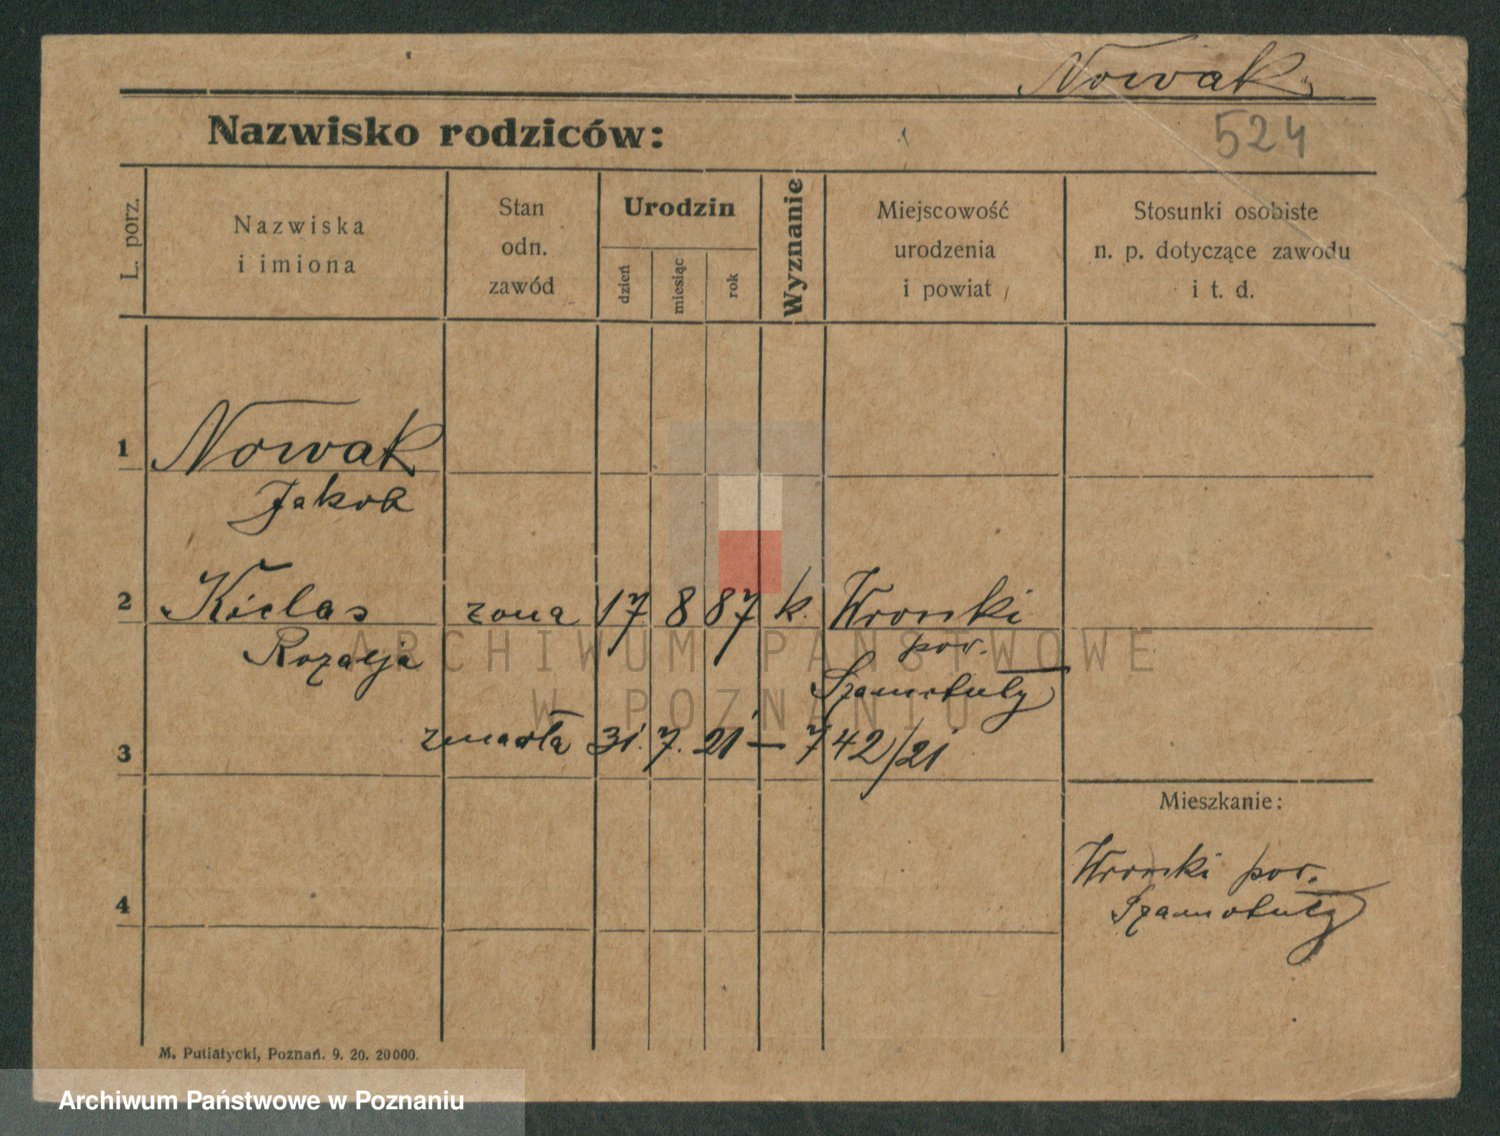 Nowak
524
Nazwisko rodziców:
L. porz.
Nazwiska
i imiona
Stan
odn.
zawód
Urodzin
dzień
miesiąc
rok
Wyznanie
Miejscowość
urodzenia
i powiat
Stosunki osobiste
n. p. dotyczące zawodu
i t. d.
1 Nowak
Jakob
2 Kielas zona 17 8 87 k. Wronki
Rozalja pow.
Szamotuły
3 zmarła 31. 7. 21 — 742/21
Mieszkanie:
Wronki pow.
Szamotuły
4
M. Putiatycki, Poznań. 9. 20. 20000.
ARCHIWUM PAŃSTWOWE
W POZNANIU
Archiwum Państwowe w Poznaniu